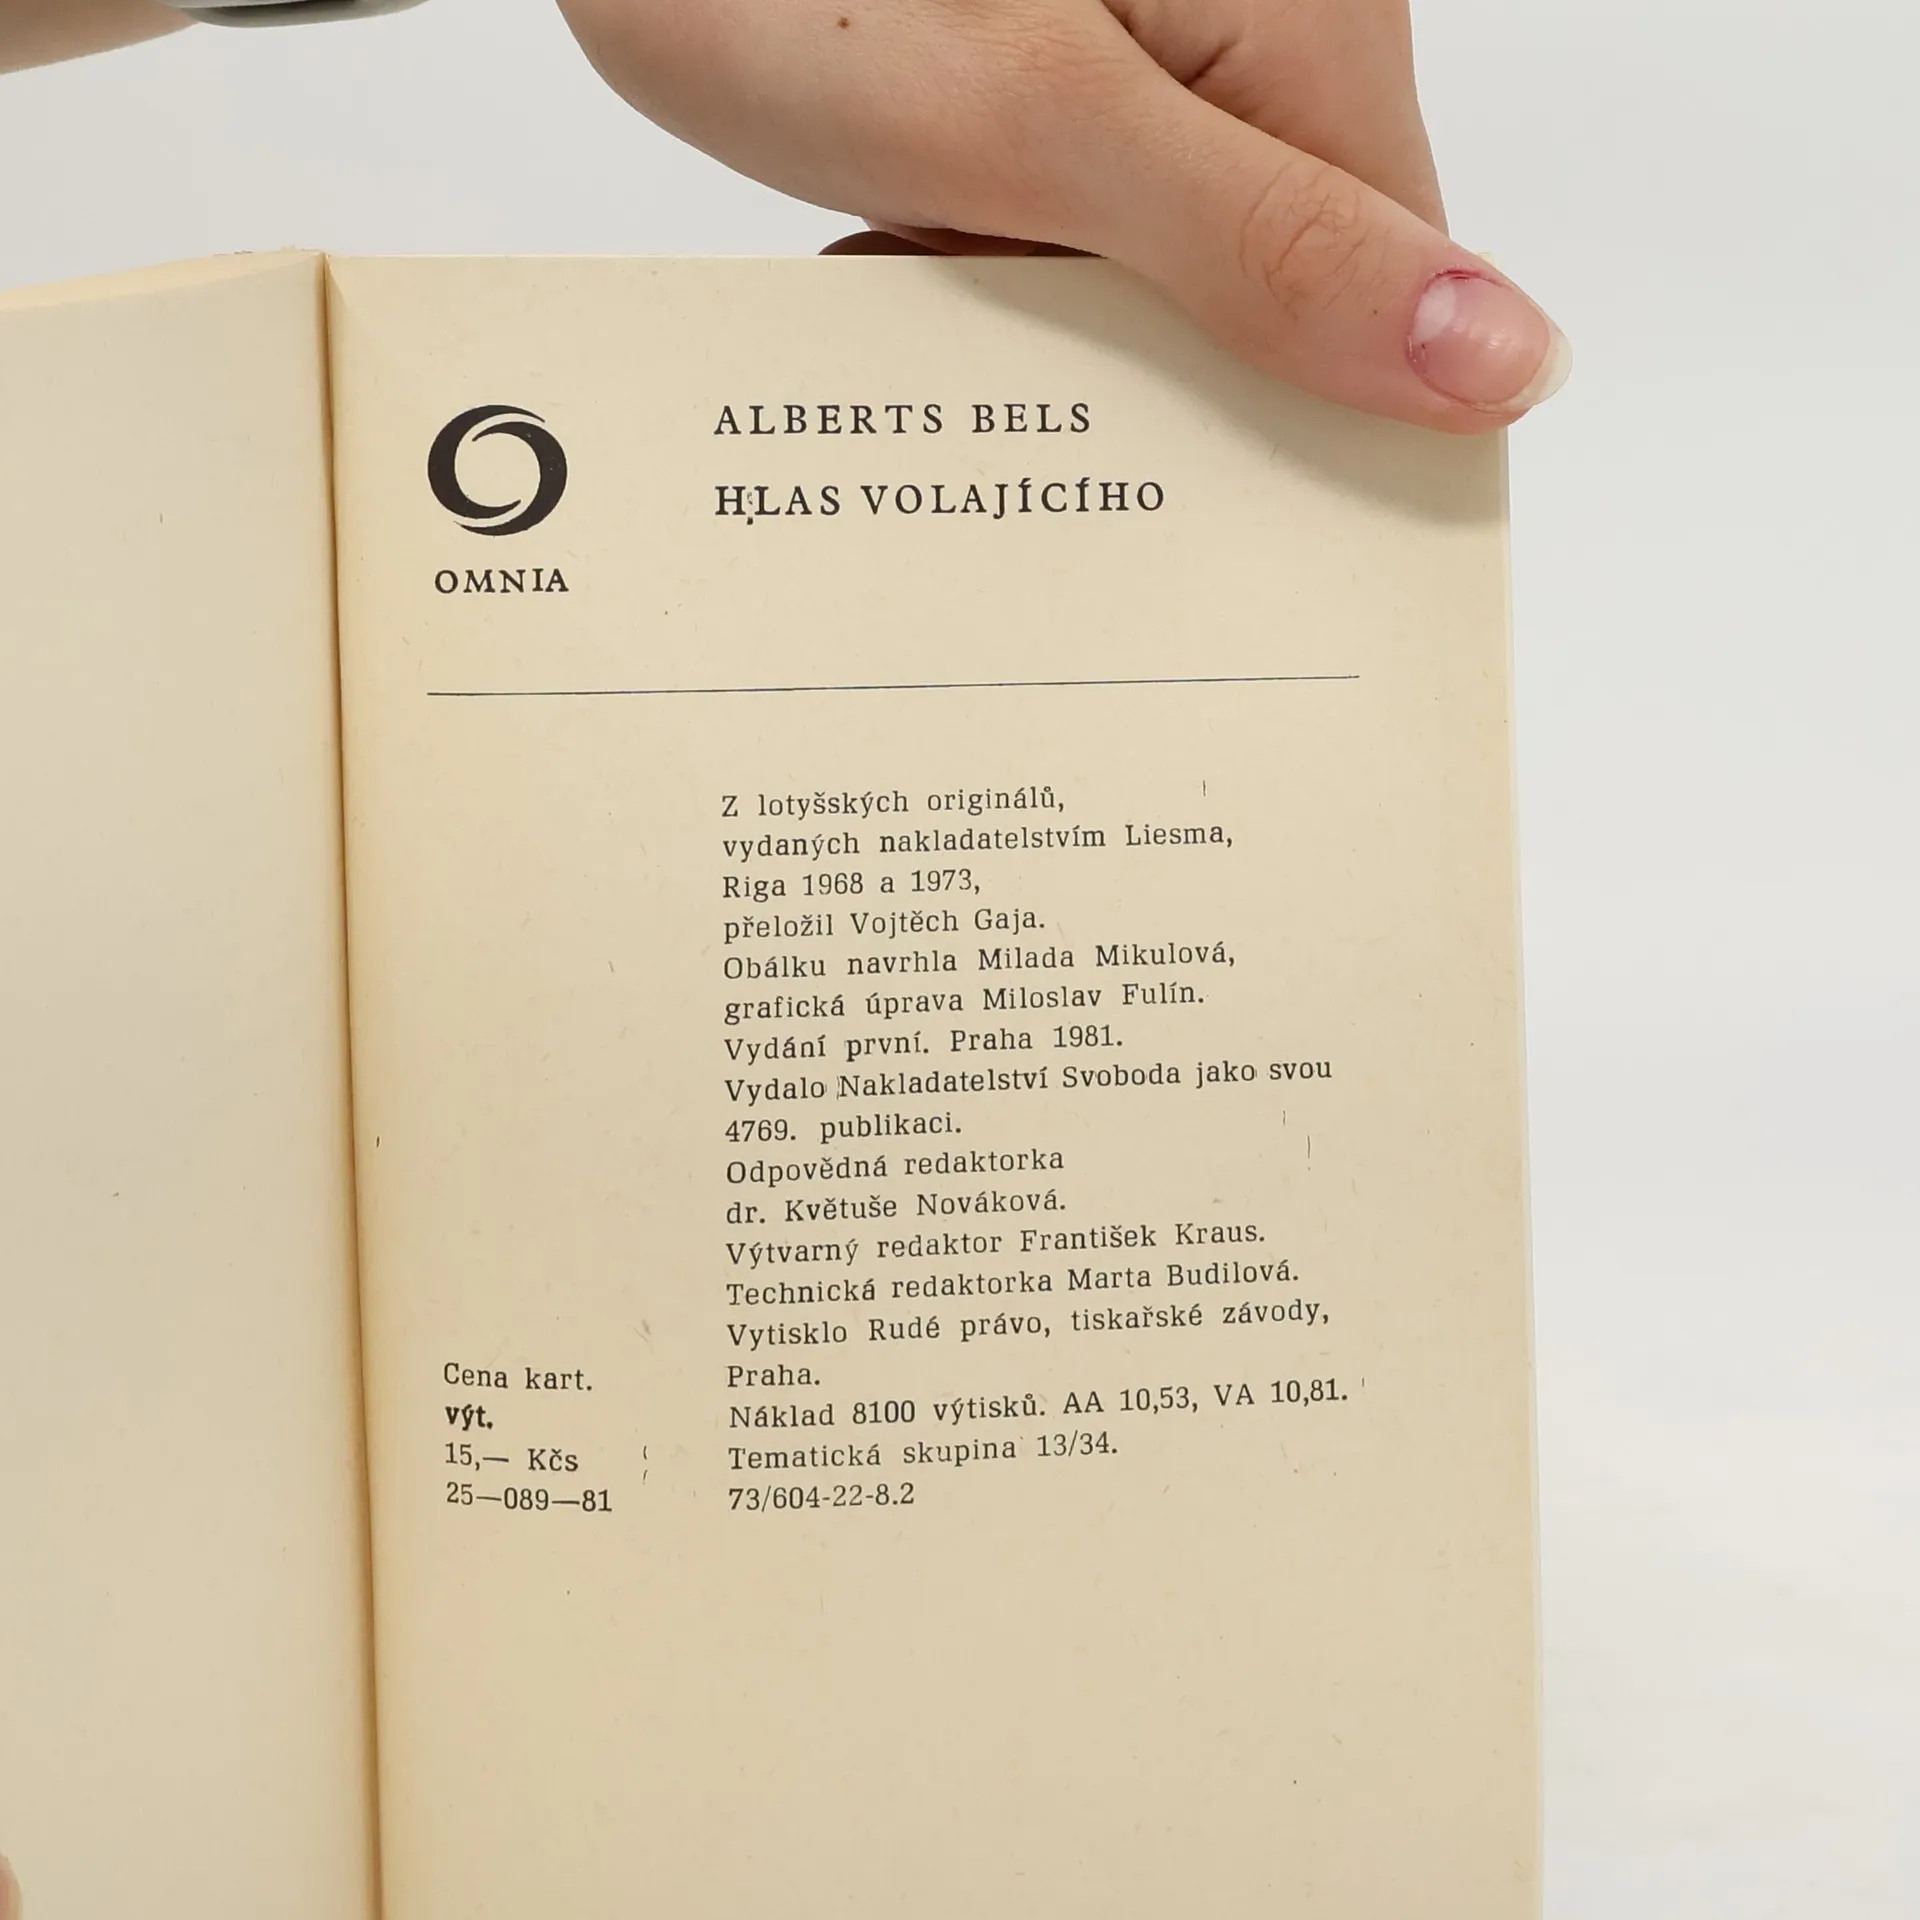 ALBERTS BELS
HLAS VOLAJÍCÍHO
OMNIA
Z lotyšských originálů,
vydaných nakladatelstvím Liesma,
Riga 1968 a 1973,
přeložil Vojtěch Gaja.
Obálku navrhla Milada Mikulová,
grafická úprava Miloslav Fulín.
Vydání první. Praha 1981.
Vydalo Nakladatelství Svoboda jako svou
4769. publikaci.
Odpovědná redaktorka
dr. Květuše Nováková.
Výtvarný redaktor František Kraus.
Technická redaktorka Marta Budilová.
Vytisklo Rudé právo, tiskařské závody,
Praha.
Náklad 8100 výtisků. AA 10,53, VA 10,81.
Tematická skupina 13/34.
73/604-22-8.2
Cena kart.
výt.
15,— Kčs
25—089—81